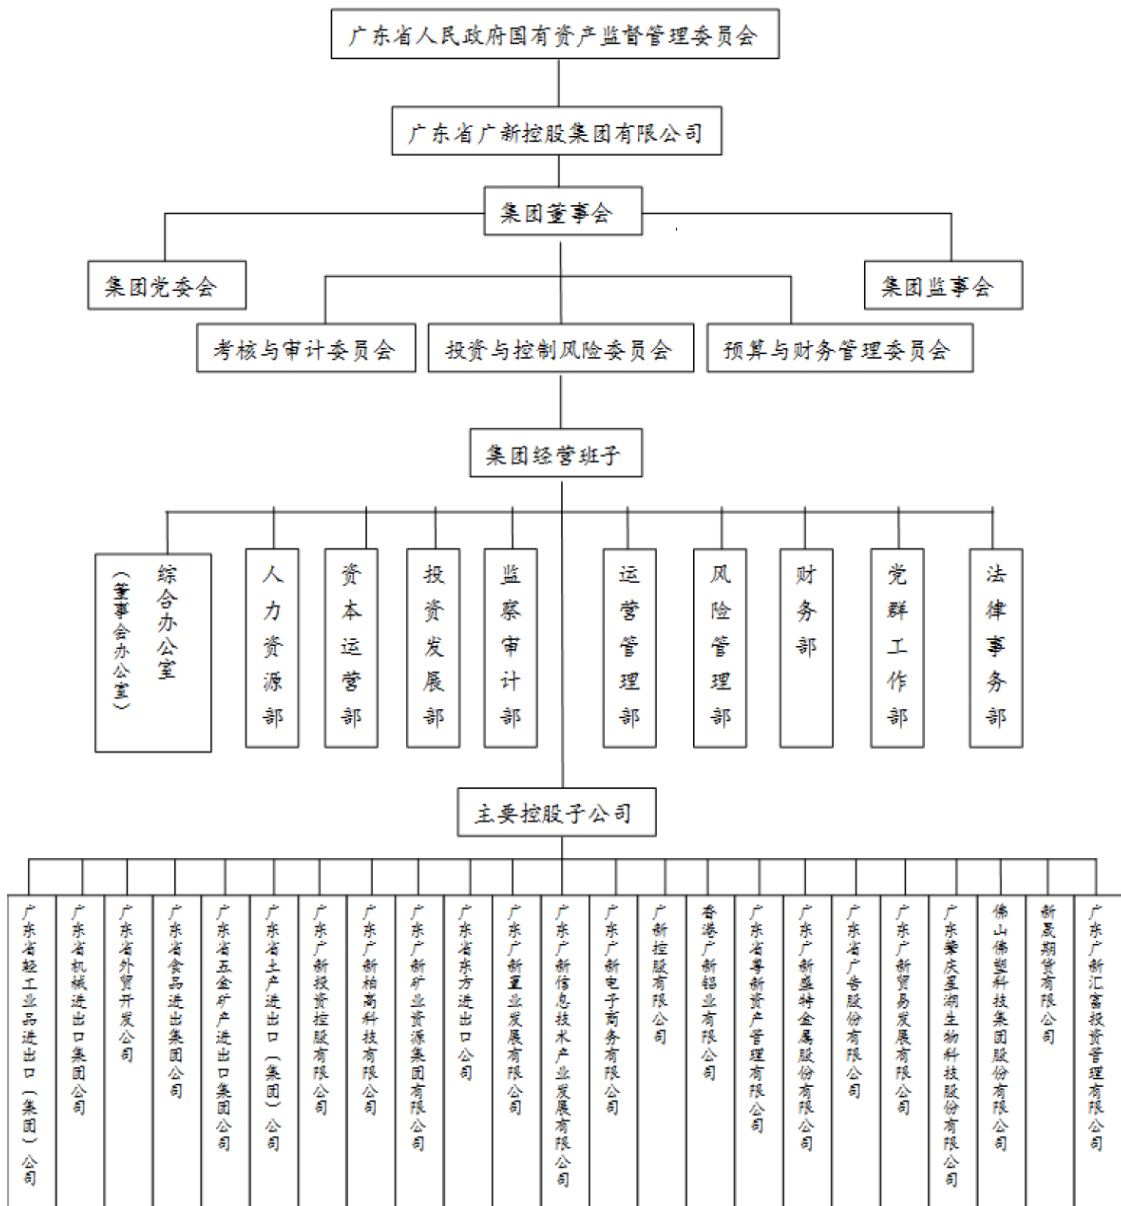 广东省人民政府国有资产监督管理委员会
广东省广新控股集团有限公司
集团董事会
集团党委会
集团监事会
考核与审计委员会
投资与控制风险委员会
预算与财务管理委员会
集团经营班子
综合办公室
（董事会办公室）
人力资源部
资本运营部
投资发展部
监察审计部
运营管理部
风险管理部
财务部
党群工作部
法律事务部
主要控股子公司
广东省轻工业品进出口（集团）公司
广东省机械进出口集团公司
广东省外贸开发公司
广东省食品进出集团公司
广东省五金矿产进出口集团公司
广东省土产进出口（集团）公司
广东广新投资控股有限公司
广东广新柏高科技有限公司
广东广新矿业资源集团有限公司
广东省东方进出口公司
广东广新置业发展有限公司
广东广新信息技术产业发展有限公司
广东广新电子商务有限公司
广新控股有限公司
香港广新铝业有限公司
广东省粤新资产管理有限公司
广东广新盛特金属股份有限公司
广东省广告股份有限公司
广东广新贸易发展有限公司
广东肇庆星湖生物科技股份有限公司
佛山佛塑科技集团股份有限公司
新晟期货有限公司
广东广新汇富投资管理有限公司